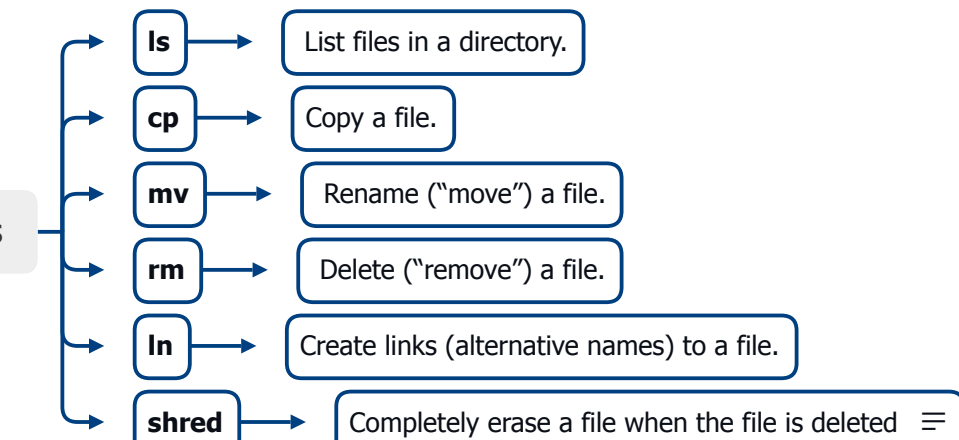 ls List files in a directory.
cp Copy a file.
mv Rename (“move”) a file.
rm Delete (“remove”) a file.
ln Create links (alternative names) to a file.
shred Completely erase a file when the file is deleted